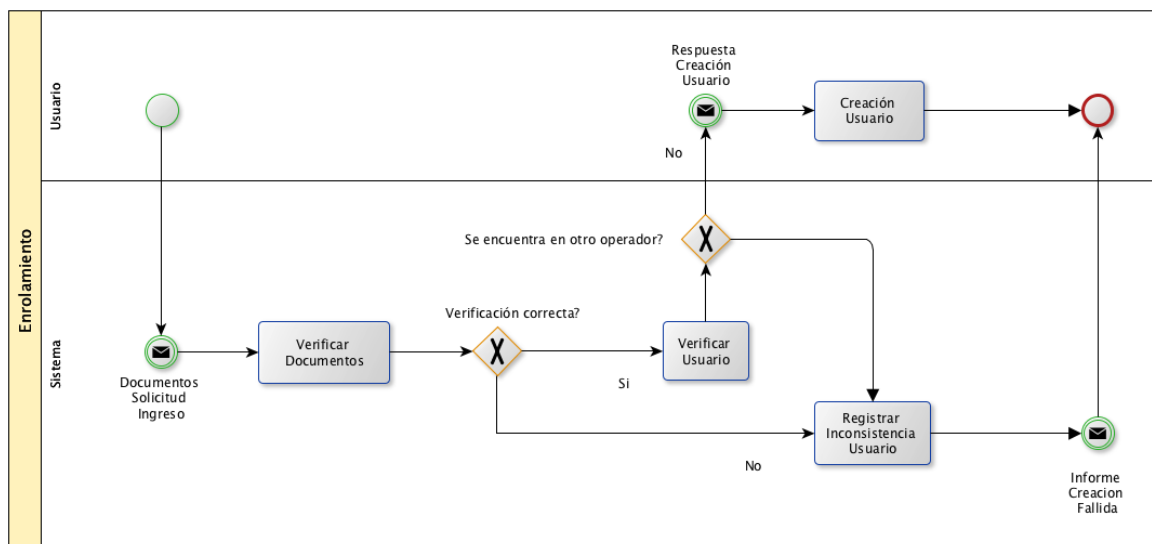 Enrolamiento
Usuario
Respuesta
Creación
Usuario
Creación
Usuario
No
Sistema
Se encuentra en otro operador?
Verificación correcta?
Verificar
Documentos
Verificar
Usuario
Documentos
Solicitud
Ingreso
Si
Registrar
Inconsistencia
Usuario
No
Informe
Creacion
Fallida